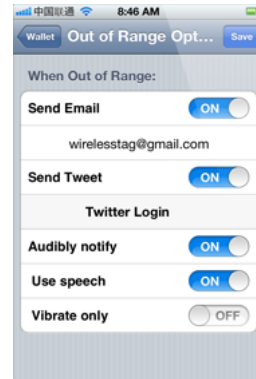 中国联通 8:46 AM
Wallet Out of Range Opt... Save
When Out of Range:
Send Email ON
wirelesstag@gmail.com
Send Tweet ON
Twitter Login
Audibly notify ON
Use speech ON
Vibrate only OFF